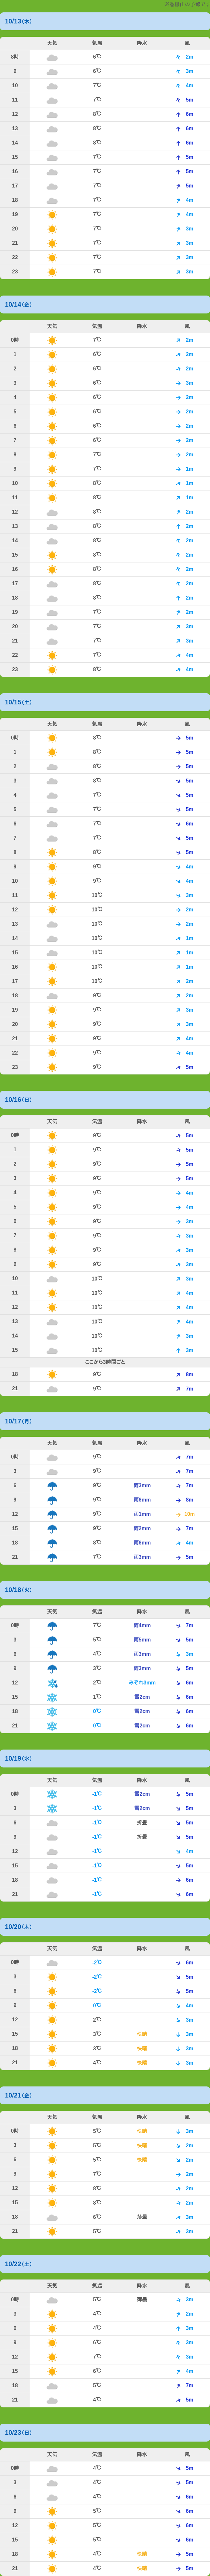 の予報です
10/13(木)
天気 気温 降水 風
8時 6℃ 2m
9 6℃ 3m
10 7℃ 4m
11 7℃ 5m
12 8℃ 6m
13 8℃ 6m
14 8℃ 6m
15 7℃ 5m
16 7℃ 5m
17 7℃ 5m
18 7℃ 4m
19 7℃ 4m
20 7℃ 3m
21 7℃ 3m
22 7℃ 3m
23 7℃ 3m
10/14(金)
天気 気温 降水 風
0時 7℃ 2m
1 6℃ 2m
2 6℃ 2m
3 6℃ 3m
4 6℃ 2m
5 6℃ 2m
6 6℃ 2m
7 6℃ 2m
8 7℃ 2m
9 7℃ 1m
10 8℃ 1m
11 8℃ 1m
12 8℃ 2m
13 8℃ 2m
14 8℃ 2m
15 8℃ 2m
16 8℃ 2m
17 8℃ 2m
18 8℃ 2m
19 7℃ 2m
20 7℃ 3m
21 7℃ 3m
22 7℃ 4m
23 8℃ 4m
10/15(土)
天気 気温 降水 風
0時 8℃ 5m
1 8℃ 5m
2 8℃ 5m
3 8℃ 5m
4 7℃ 5m
5 7℃ 5m
6 7℃ 6m
7 7℃ 5m
8 8℃ 5m
9 9℃ 4m
10 9℃ 4m
11 10℃ 3m
12 10℃ 2m
13 10℃ 2m
14 10℃ 1m
15 10℃ 1m
16 10℃ 1m
17 10℃ 2m
18 9℃ 2m
19 9℃ 3m
20 9℃ 3m
21 8℃ 4m
22 9℃ 4m
23 9℃ 5m
10/16(日)
天気 気温 降水 風
0時 9℃ 5m
1 9℃ 5m
2 9℃ 5m
3 9℃ 5m
4 9℃ 4m
5 9℃ 4m
6 9℃ 3m
7 9℃ 3m
8 9℃ 3m
9 9℃ 3m
10 10℃ 3m
11 10℃ 4m
12 10℃ 4m
13 10℃ 4m
14 10℃ 3m
15 10℃ 3m
ここから3時間ごと
18 9℃ 8m
21 9℃ 7m
10/17(月)
天気 気温 降水 風
0時 9℃ 7m
3 9℃ 7m
6 9℃ 雨3mm 7m
9 9℃ 雨6mm 8m
12 9℃ 雨1mm 10m
15 9℃ 雨2mm 7m
18 8℃ 雨6mm 4m
21 7℃ 雨3mm 5m
10/18(火)
天気 気温 降水 風
0時 7℃ 雨4mm 7m
3 5℃ 雨5mm 5m
6 4℃ 雨3mm 3m
9 3℃ 雨3mm 5m
12 2℃ みぞれ3mm 6m
15 1℃ 雪2cm 6m
18 0℃ 雪2cm 6m
21 0℃ 雪2cm 6m
10/19(水)
天気 気温 降水 風
0時 -1℃ 雪2cm 5m
3 -1℃ 雪2cm 5m
6 -1℃ 折曇 5m
9 -1℃ 折曇 5m
12 -1℃ 4m
15 -1℃ 5m
18 -1℃ 6m
21 -1℃ 6m
10/20(木)
天気 気温 降水 風
0時 -2℃ 6m
3 -2℃ 5m
6 -2℃ 5m
9 0℃ 4m
12 2℃ 3m
15 3℃ 快晴 3m
18 3℃ 快晴 3m
21 4℃ 快晴 3m
10/21(金)
天気 気温 降水 風
0時 5℃ 快晴 3m
3 5℃ 快晴 2m
6 5℃ 快晴 2m
9 7℃ 2m
12 8℃ 2m
15 8℃ 2m
18 6℃ 薄曇 3m
21 5℃ 3m
10/22(土)
天気 気温 降水 風
0時 5℃ 薄曇 3m
3 4℃ 2m
6 4℃ 3m
9 6℃ 3m
12 7℃ 3m
15 6℃ 4m
18 5℃ 7m
21 4℃ 5m
10/23(日)
天気 気温 降水 風
0時 4℃ 5m
3 4℃ 5m
6 4℃ 6m
9 5℃ 6m
12 5℃ 6m
15 5℃ 6m
18 4℃ 快晴 5m
21 4℃ 快晴 5m